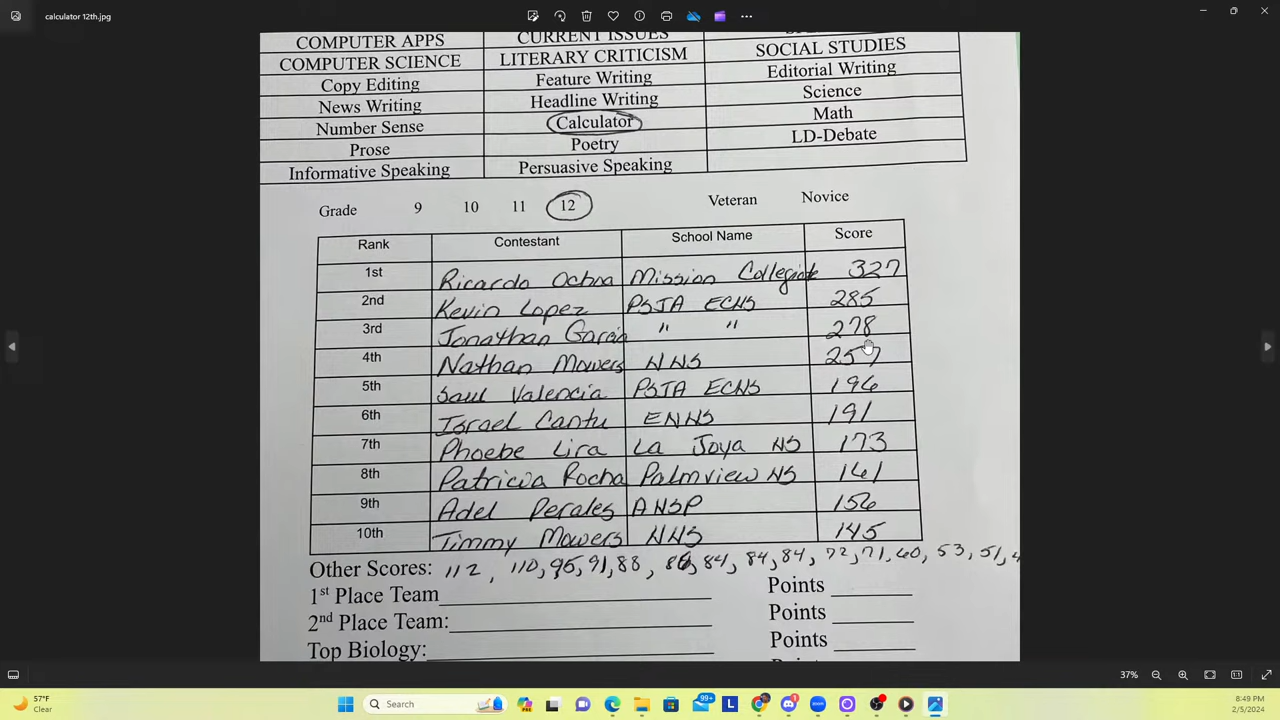 calculator 12th.jpg
COMPUTER APPS CURRENT ISSUES
COMPUTER SCIENCE LITERARY CRITICISM SOCIAL STUDIES
Copy Editing Feature Writing Editorial Writing
News Writing Headline Writing Science
Number Sense Calculator Math
Prose Poetry LD-Debate
Informative Speaking Persuasive Speaking
Grade 9 10 11 12 Veteran Novice
Rank Contestant School Name Score
1st Ricardo Ochoa Mission Collegiate 327
2nd Kevin Lopez PSJA ECHS 285
3rd Jonathan Garcia " " 278
4th Nathan Mowers NHS 257
5th Saul Valencia PSJA ECHS 196
6th Israel Cantu ENHS 191
7th Phoebe Lira La Joya HS 173
8th Patricia Rocha Palmview HS 161
9th Adel Perales AHSP 156
10th Timmy Mowers NHS 145
Other Scores: 112, 110, 95, 91, 88, 86, 84, 84, 84, 72, 71, 60, 53, 51,
1st Place Team Points
2nd Place Team: Points
Top Biology: Points
37%
57°F
Clear
Search
99+
8:49 PM
2/5/2024